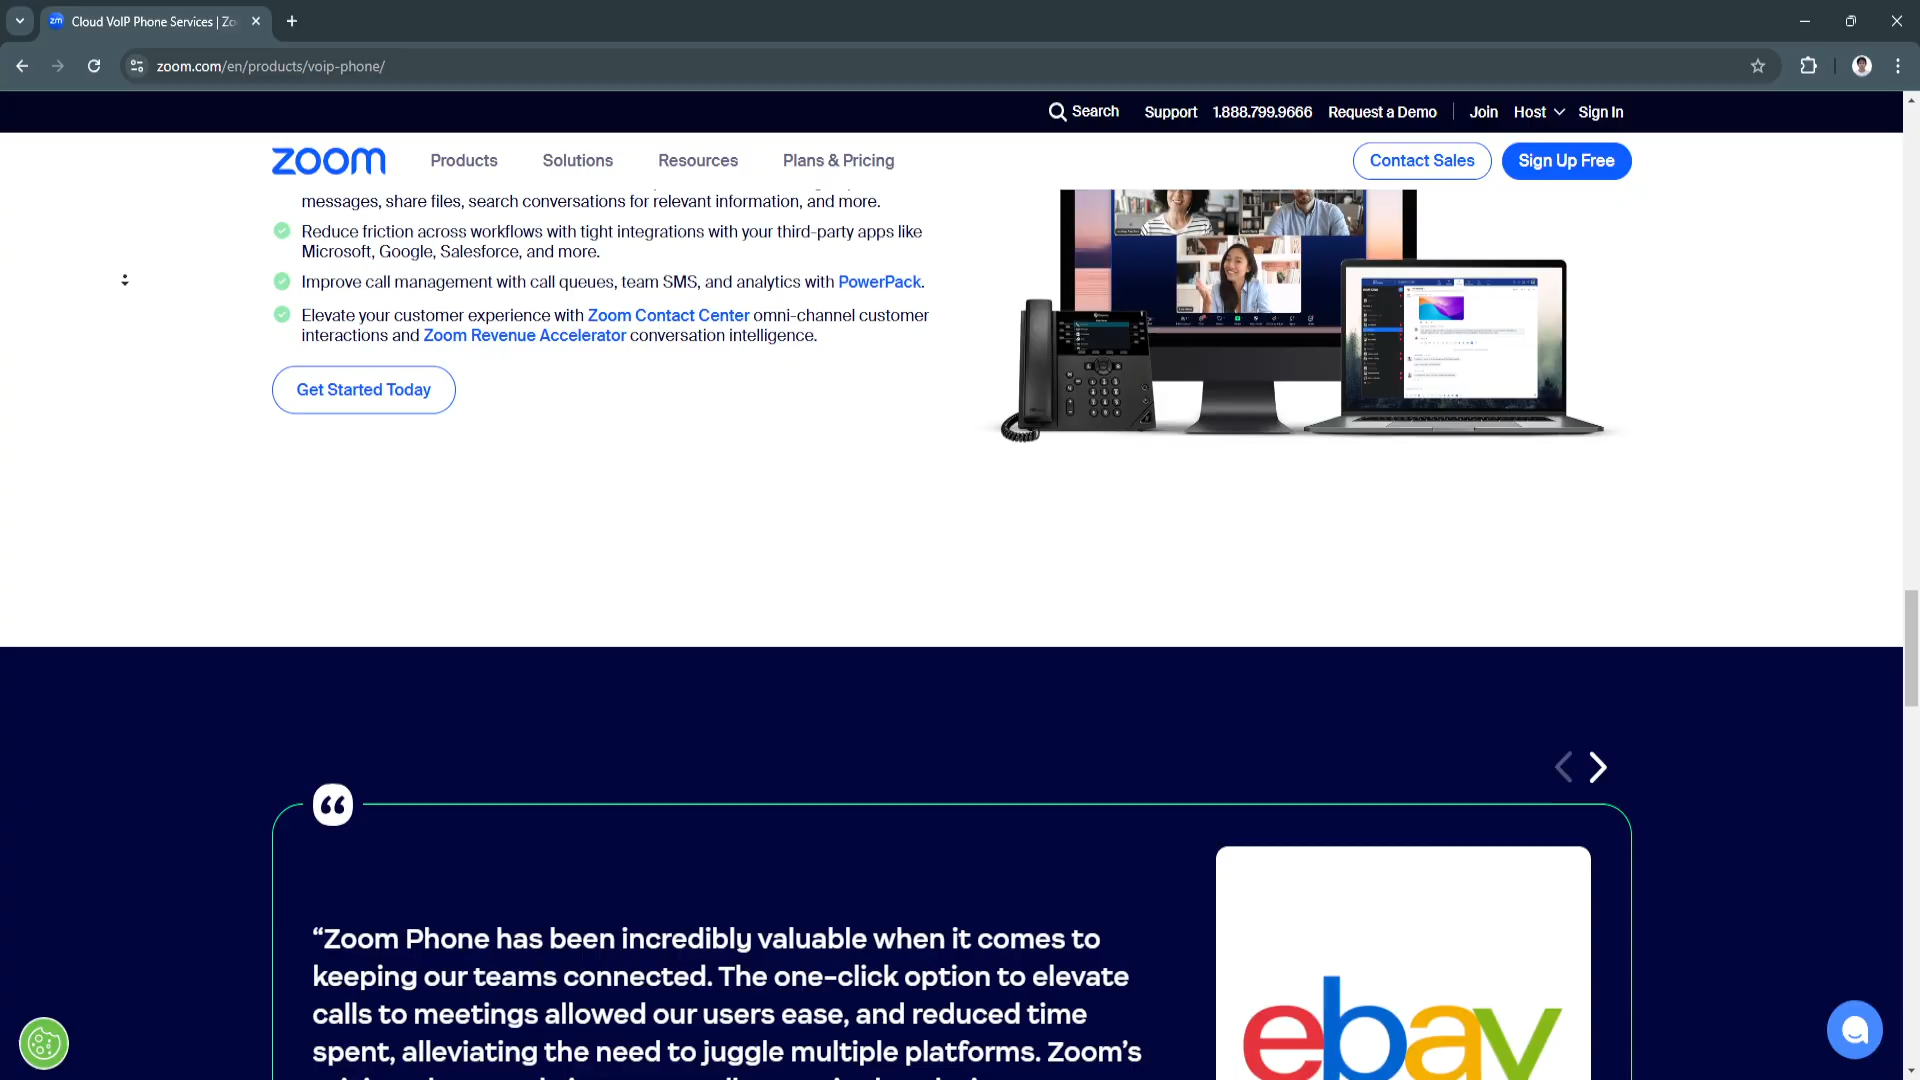 Cloud VoIP Phone Services | Zo
zoom.com/en/products/voip-phone/
Search
Support
1.888.799.9666
Request a Demo
Join
Host
Sign In
zoom
Products
Solutions
Resources
Plans & Pricing
Contact Sales
Sign Up Free
messages, share files, search conversations for relevant information, and more.
Reduce friction across workflows with tight integrations with your third-party apps like
Microsoft, Google, Salesforce, and more.
Improve call management with call queues, team SMS, and analytics with PowerPack.
Elevate your customer experience with Zoom Contact Center omni-channel customer
interactions and Zoom Revenue Accelerator conversation intelligence.
Get Started Today
“Zoom Phone has been incredibly valuable when it comes to
keeping our teams connected. The one-click option to elevate
calls to meetings allowed our users ease, and reduced time
spent, alleviating the need to juggle multiple platforms. Zoom’s
ebay